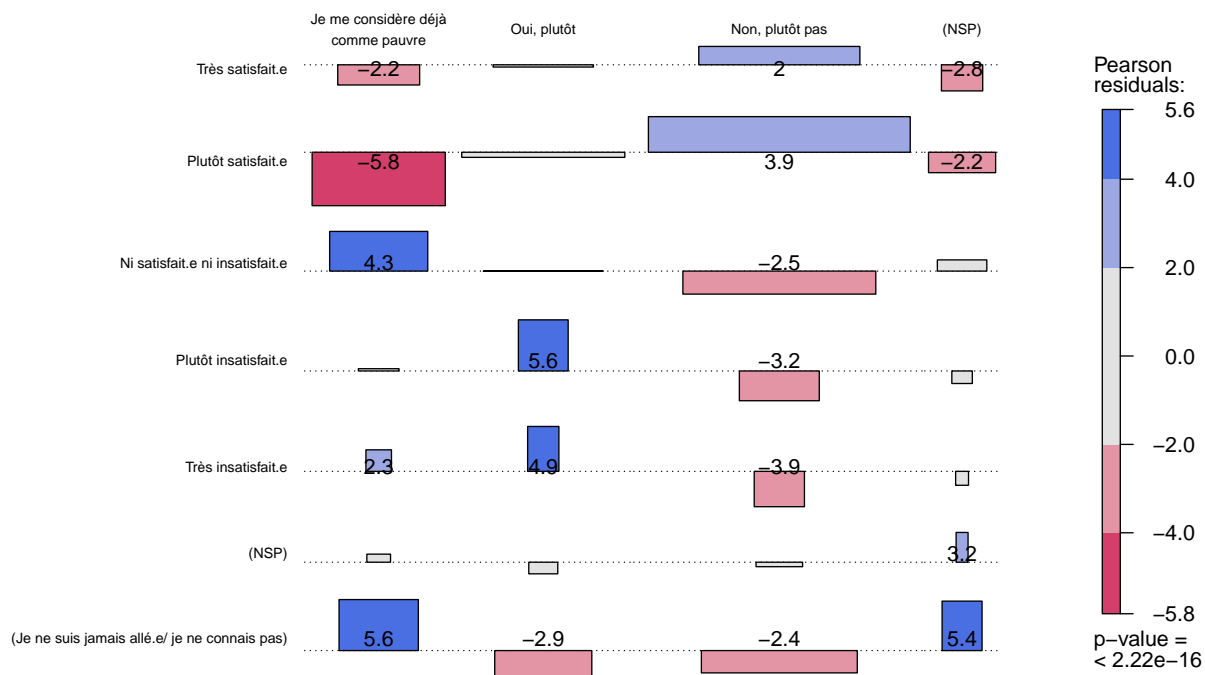 Je me considère déjà
comme pauvre
Oui, plutôt
Non, plutôt pas
(NSP)
Très satisfait.e
−2.2
2
−2.8
Plutôt satisfait.e
−5.8
3.9
−2.2
Ni satisfait.e ni insatisfait.e
4.3
−2.5
Plutôt insatisfait.e
5.6
−3.2
Très insatisfait.e
2.3
4.9
−3.9
(NSP)
3.2
(Je ne suis jamais allé.e/ je ne connais pas)
5.6
−2.9
−2.4
5.4
Pearson
residuals:
5.6
4.0
2.0
0.0
−2.0
−4.0
−5.8
p−value =
< 2.22e−16